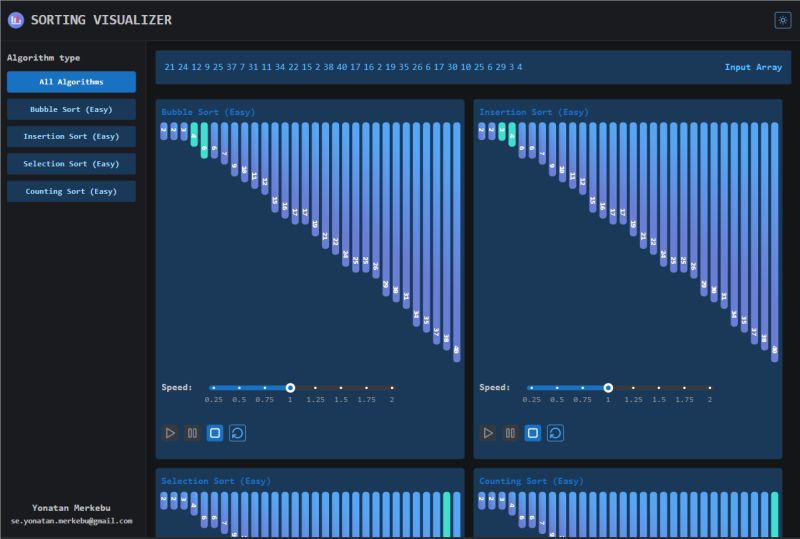 SORTING VISUALIZER
Algorithm type
All Algorithms
Bubble Sort (Easy)
Insertion Sort (Easy)
Selection Sort (Easy)
Counting Sort (Easy)
Yonatan Merkebu
se.yonatan.merkebu@gmail.com
21 24 12 9 25 37 7 31 11 34 22 15 2 38 40 17 16 2 19 35 26 6 17 30 10 25 6 29 3 4
Input Array
Bubble Sort (Easy)
2 2 3 4 6 6 7 9 10 11 12 15 16 17 17 19 21 22 24 25 25 26 29 30 31 34 35 37 38 40
Speed:
0.25 0.5 0.75 1 1.25 1.5 1.75 2
Insertion Sort (Easy)
2 2 3 4 6 6 7 9 10 11 12 15 16 17 17 19 21 22 24 25 25 26 29 30 31 34 35 37 38 40
Speed:
0.25 0.5 0.75 1 1.25 1.5 1.75 2
Selection Sort (Easy)
2 2 3 4 6 6 7
Counting Sort (Easy)
2 2 3 4 6 6 7